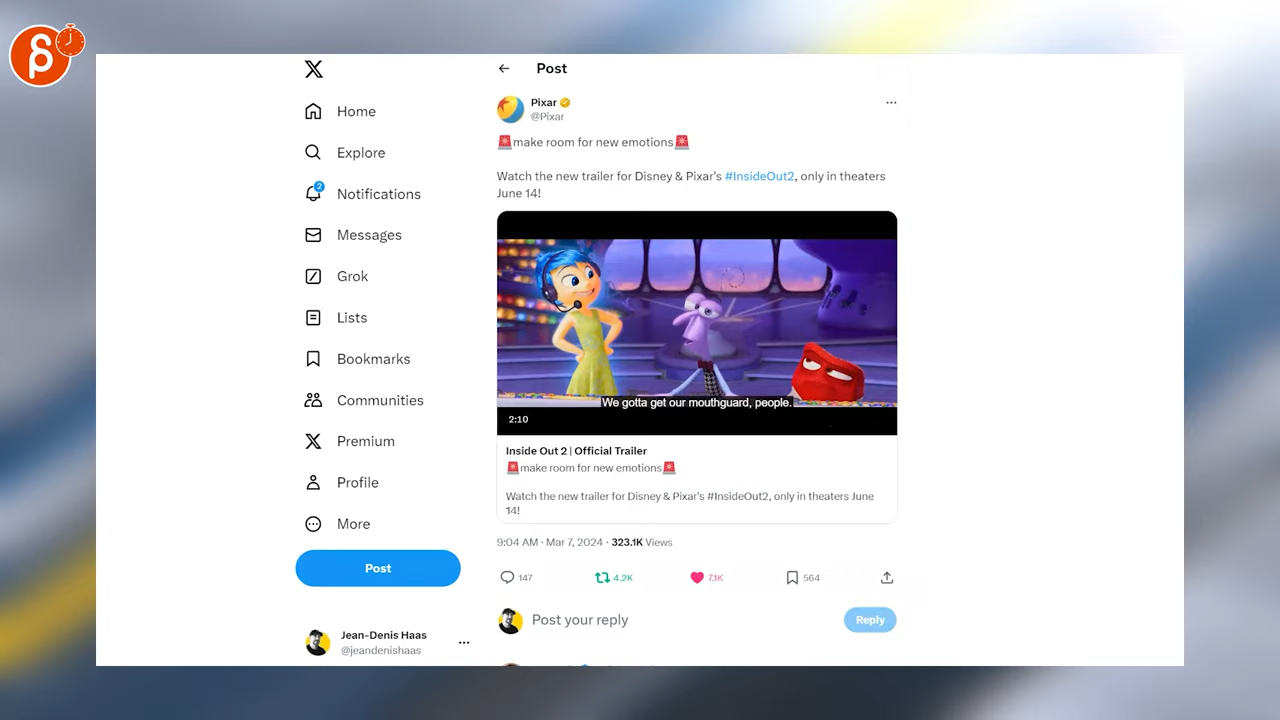 X
Home
Explore
2
Notifications
Messages
Grok
Lists
Bookmarks
Communities
Premium
Profile
More
Post
Jean-Denis Haas
@jeandenishaas
Post
Pixar
@Pixar
🚨make room for new emotions🚨
Watch the new trailer for Disney & Pixar's #InsideOut2, only in theaters
June 14!
We gotta get our mouthguard, people.
2:10
Inside Out 2 | Official Trailer
🚨make room for new emotions🚨
Watch the new trailer for Disney & Pixar's #InsideOut2, only in theaters June
14!
9:04 AM · Mar 7, 2024 · 323.1K Views
147 4.2K 7.1K 564
Post your reply
Reply